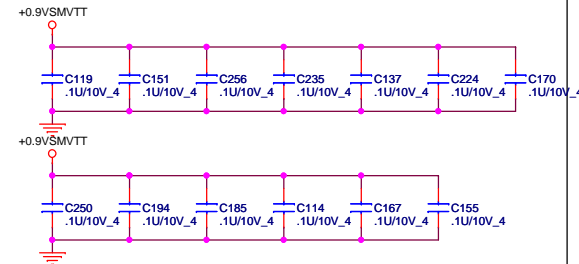 +0.9VSMVTT
C119 C151 C256 C235 C137 C224 C170
.1U/10V_4 .1U/10V_4 .1U/10V_4 .1U/10V_4 .1U/10V_4 .1U/10V_4 .1U/10V_4
+0.9VSMVTT
C250 C194 C185 C114 C167 C155
.1U/10V_4 .1U/10V_4 .1U/10V_4 .1U/10V_4 .1U/10V_4 .1U/10V_4